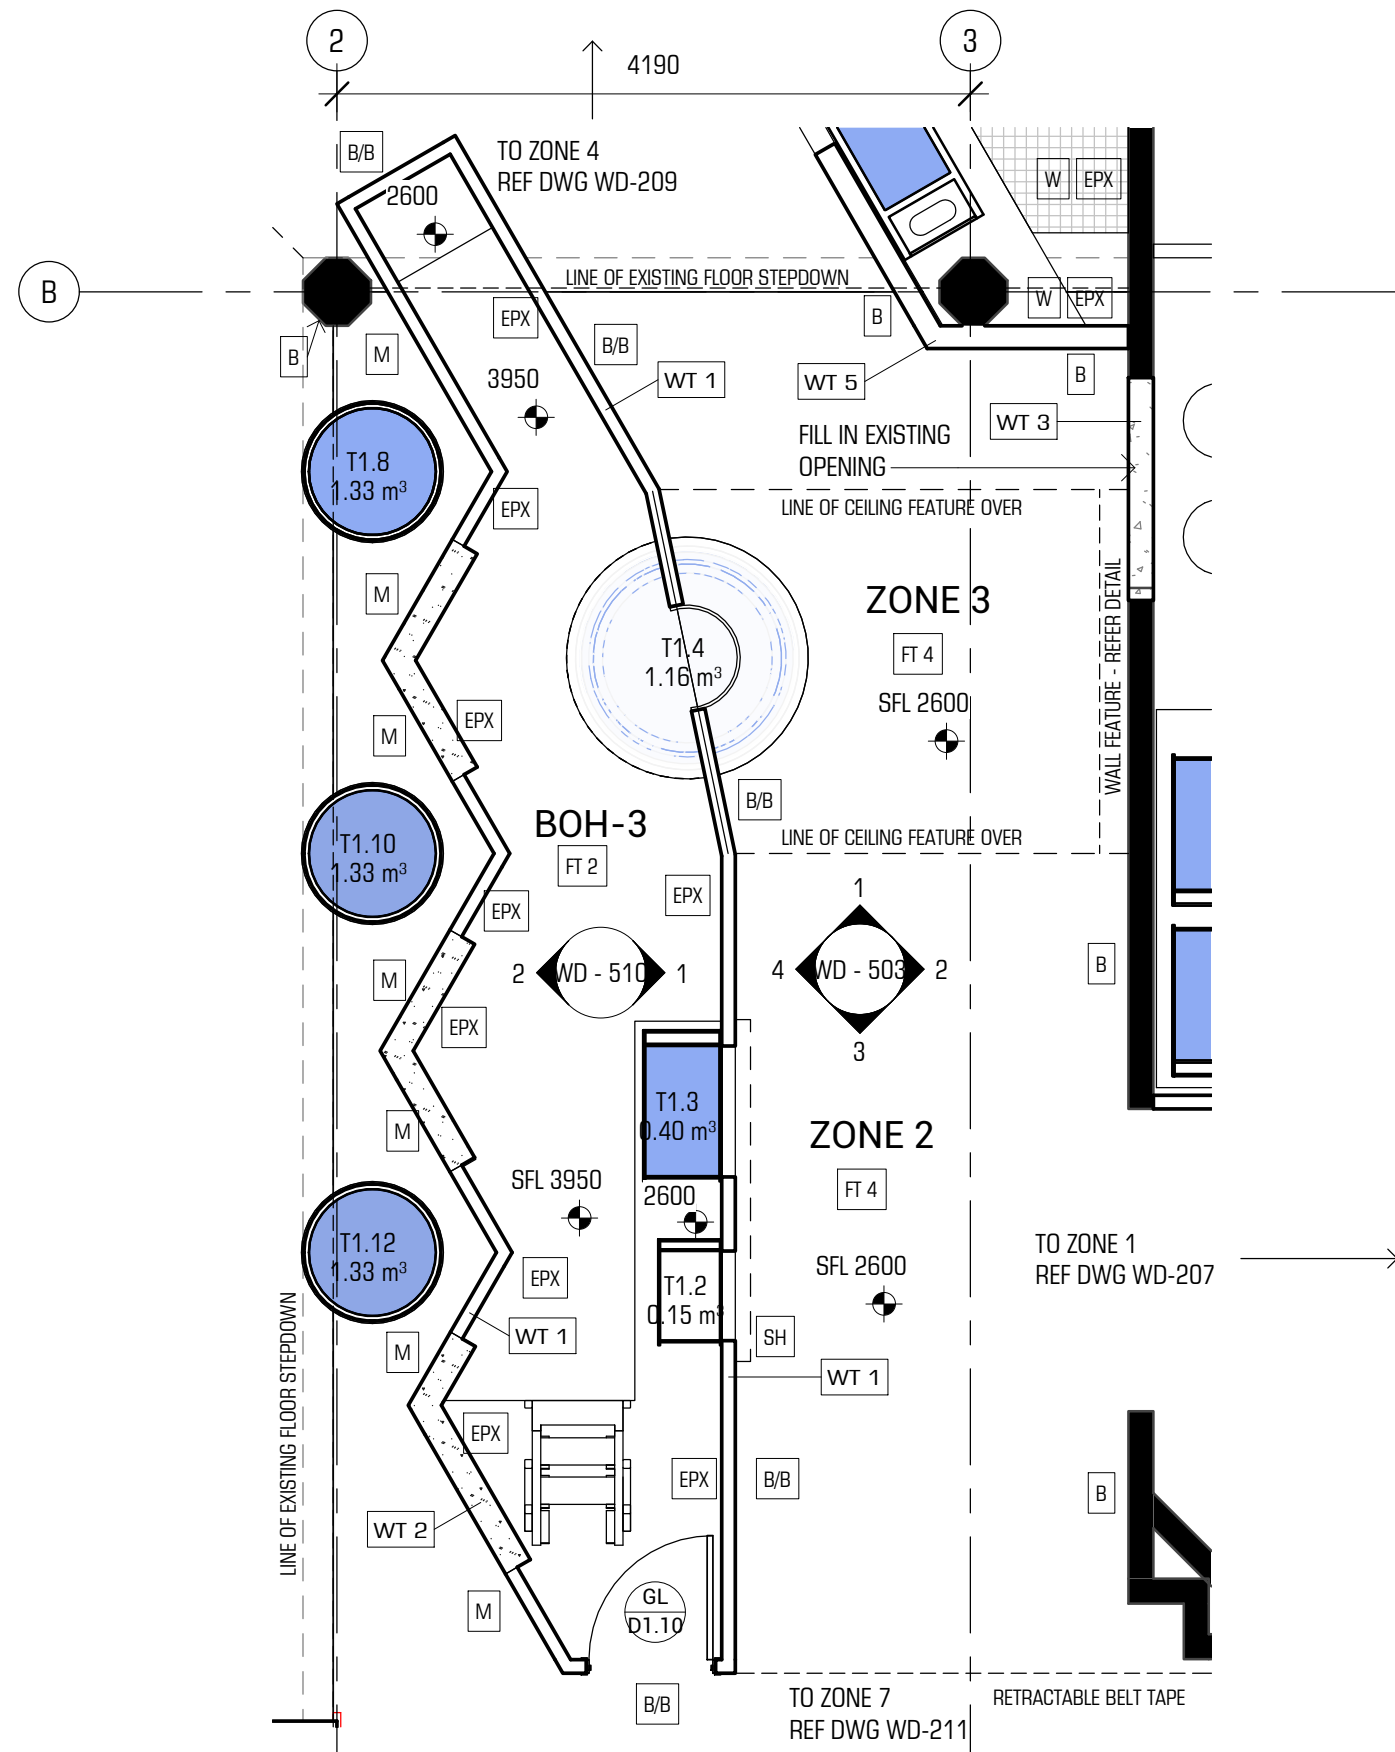 2
3
4190
B/B
TO ZONE 4
REF DWG WD-209
W
EPX
2600
B
LINE OF EXISTING FLOOR STEPDOWN
W
EPX
EPX
B
B/B
B
M
B
3950
WT 1
WT 5
WT 3
FILL IN EXISTING
OPENING
T1.8
1.33 m³
EPX
LINE OF CEILING FEATURE OVER
M
ZONE 3
T1.4
1.16 m³
FT 4
WALL FEATURE - REFER DETAIL
SFL 2600
EPX
M
B/B
BOH-3
LINE OF CEILING FEATURE OVER
T1.10
1.33 m³
FT 2
EPX
EPX
1
B
M
2
WD - 510
1
4
WD - 503
2
EPX
3
T1.3
0.40 m³
M
ZONE 2
SFL 3950
2600
FT 4
T1.12
1.33 m³
TO ZONE 1
REF DWG WD-207
EPX
SFL 2600
T1.2
0.15 m³
LINE OF EXISTING FLOOR STEPDOWN
WT 1
SH
M
WT 1
EPX
EPX
B/B
B
WT 2
GL
D1.10
M
B/B
TO ZONE 7
REF DWG WD-211
RETRACTABLE BELT TAPE